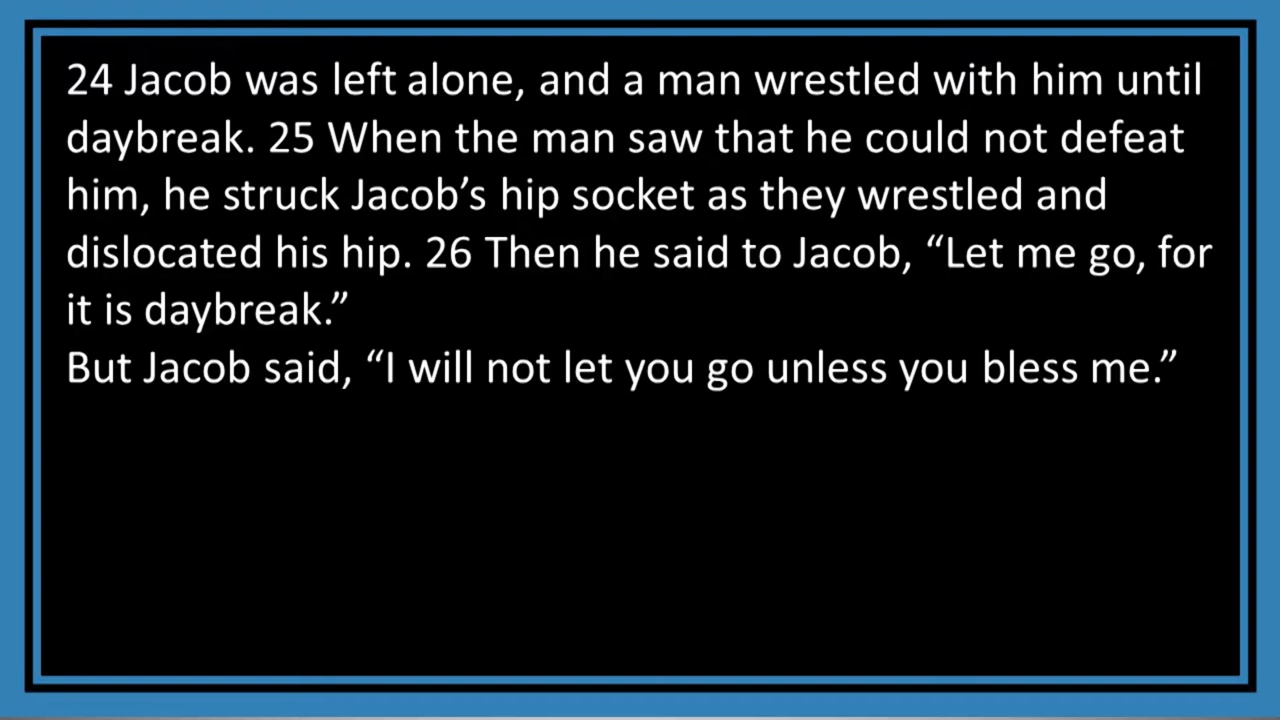 24 Jacob was left alone, and a man wrestled with him until
daybreak. 25 When the man saw that he could not defeat
him, he struck Jacob’s hip socket as they wrestled and
dislocated his hip. 26 Then he said to Jacob, “Let me go, for
it is daybreak.”
But Jacob said, “I will not let you go unless you bless me.”